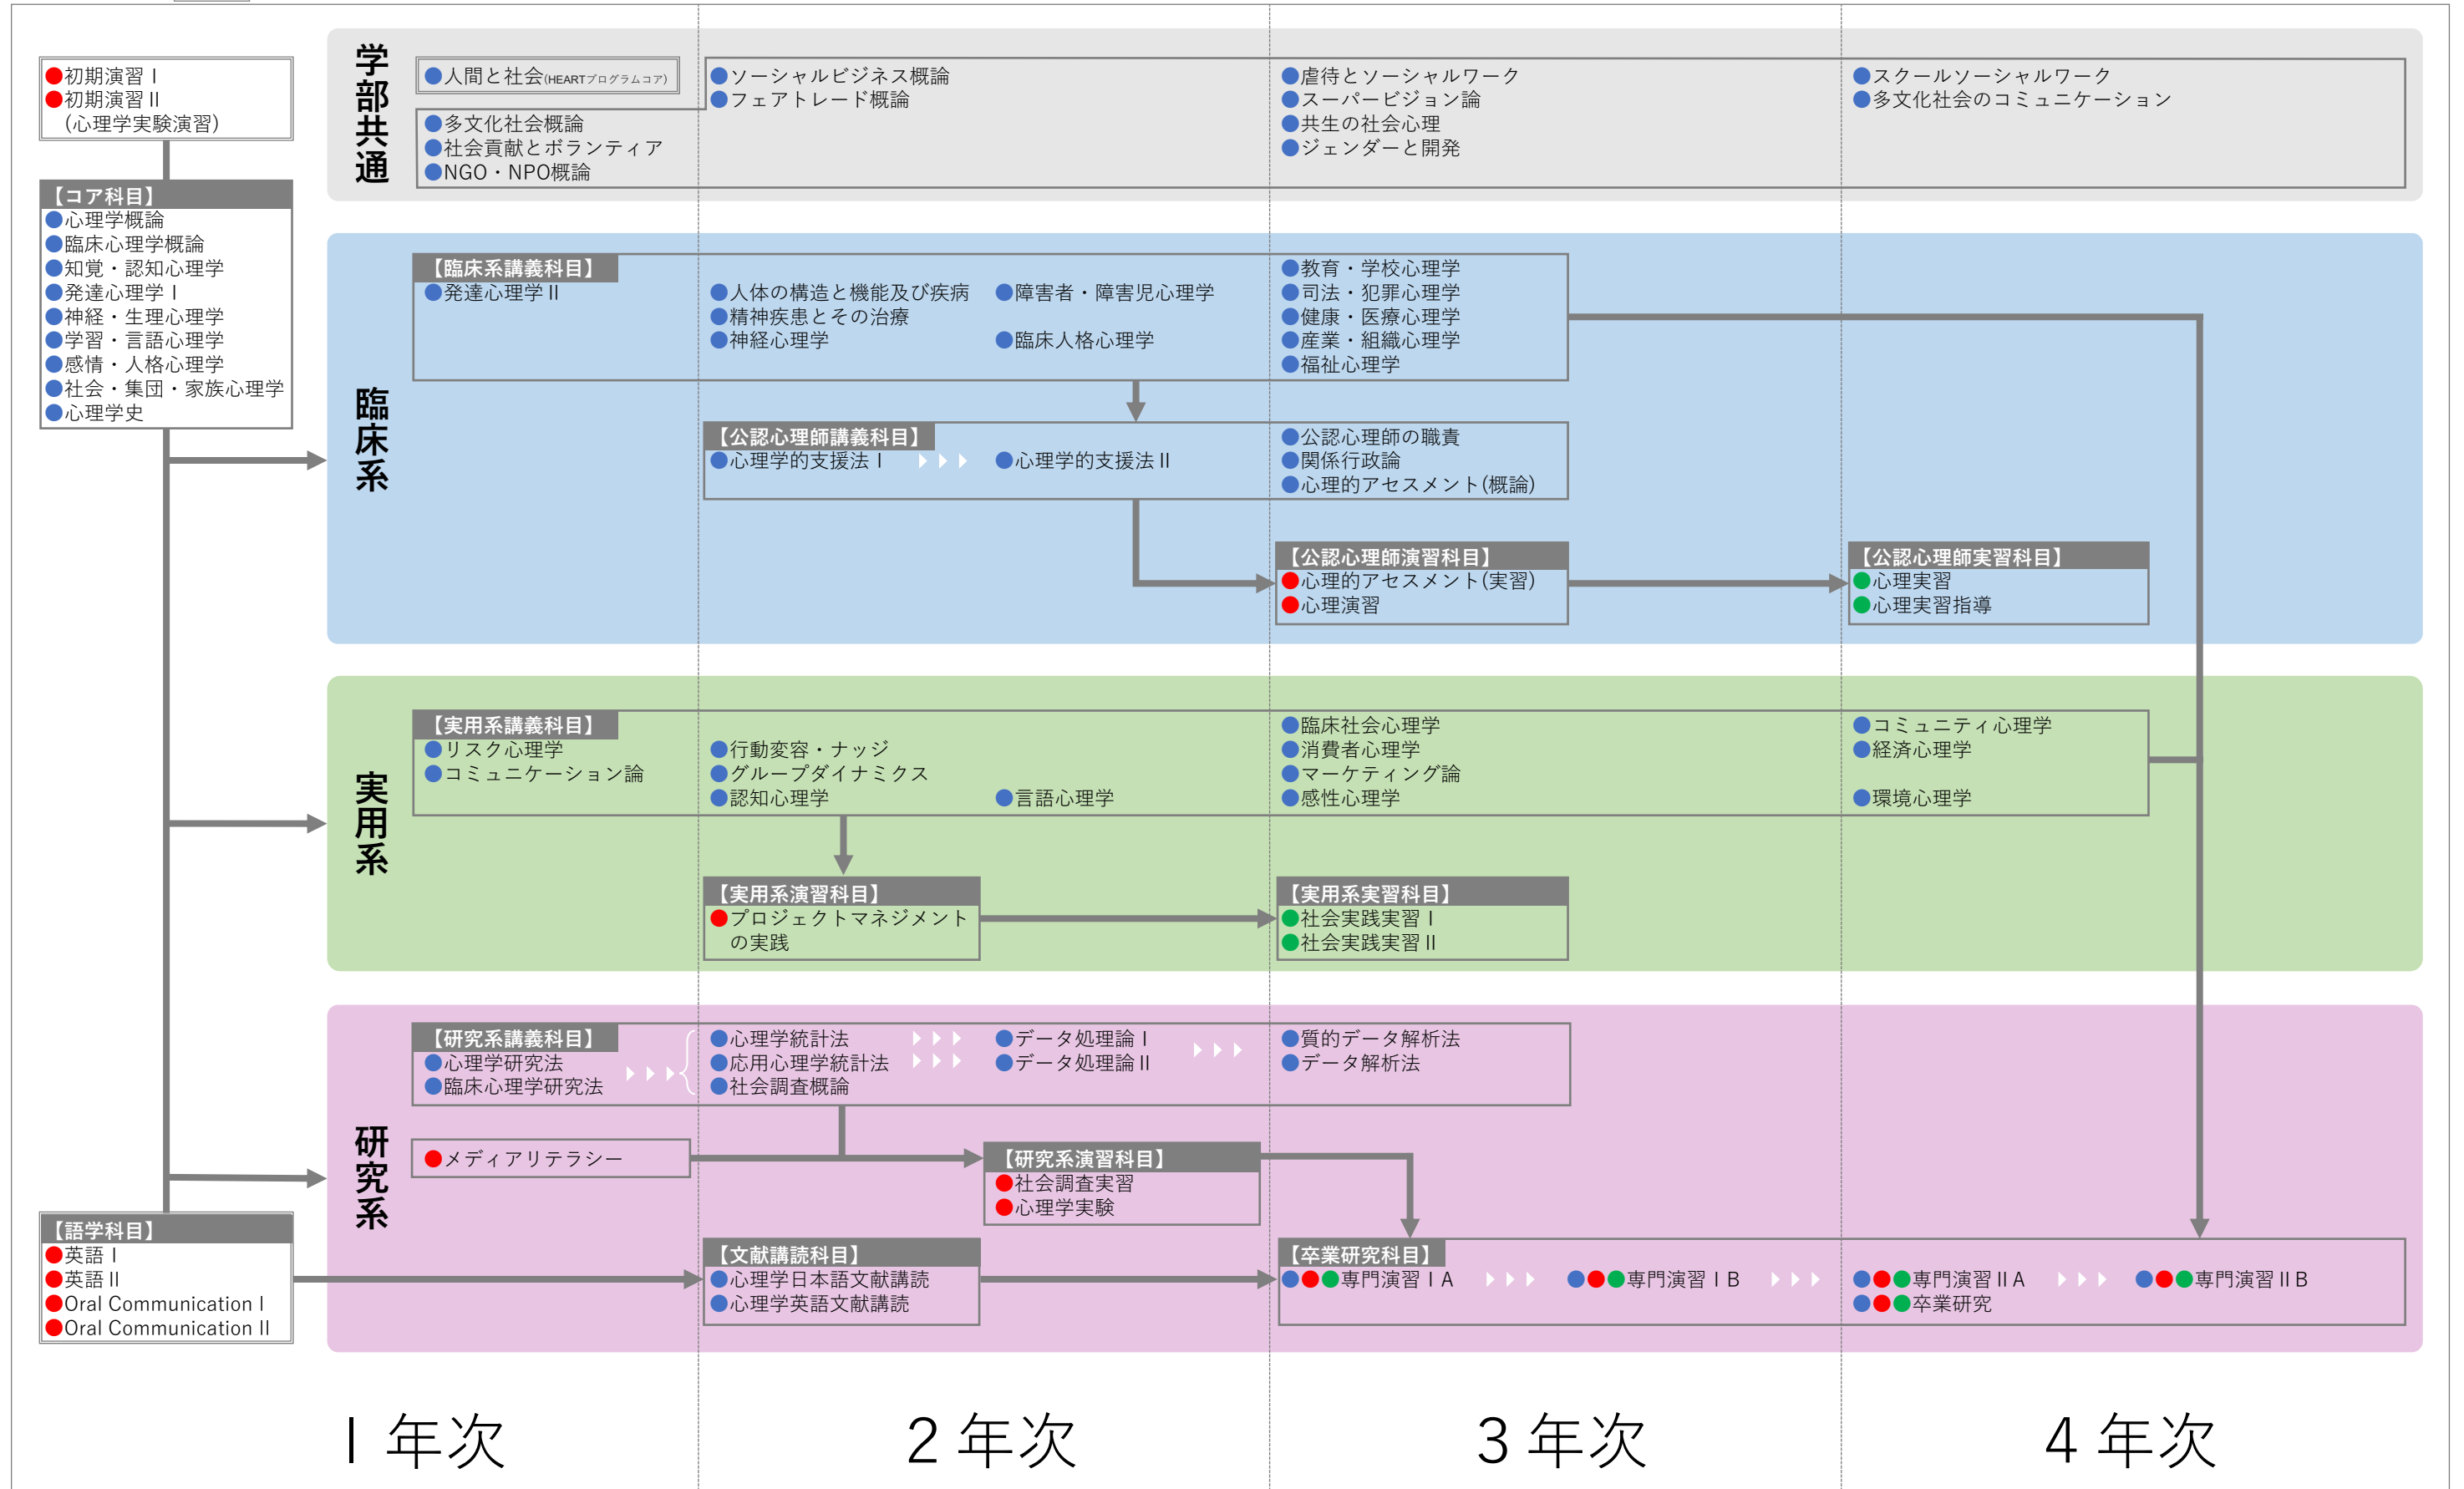 ●初期演習Ⅰ
●初期演習Ⅱ
(心理学実験演習)
【コア科目】
●心理学概論
●臨床心理学概論
●知覚・認知心理学
●発達心理学Ⅰ
●神経・生理心理学
●学習・言語心理学
●感情・人格心理学
●社会・集団・家族心理学
●心理学史
【語学科目】
●英語Ⅰ
●英語Ⅱ
●Oral Communication Ⅰ
●Oral Communication Ⅱ
学部共通
●人間と社会(HEARTプログラムコア)
●多文化社会概論
●社会貢献とボランティア
●NGO・NPO概論
●ソーシャルビジネス概論
●フェアトレード概論
●虐待とソーシャルワーク
●スーパービジョン論
●共生の社会心理
●ジェンダーと開発
●スクールソーシャルワーク
●多文化社会のコミュニケーション
臨床系
【臨床系講義科目】
●発達心理学Ⅱ
●人体の構造と機能及び疾病
●精神疾患とその治療
●神経心理学
●障害者・障害児心理学
●臨床人格心理学
●教育・学校心理学
●司法・犯罪心理学
●健康・医療心理学
●産業・組織心理学
●福祉心理学
【公認心理師講義科目】
●心理学的支援法Ⅰ
●心理学的支援法Ⅱ
●公認心理師の職責
●関係行政論
●心理的アセスメント(概論)
【公認心理師演習科目】
●心理的アセスメント(実習)
●心理演習
【公認心理師実習科目】
●心理実習
●心理実習指導
実用系
【実用系講義科目】
●リスク心理学
●コミュニケーション論
●行動変容・ナッジ
●グループダイナミクス
●認知心理学
●言語心理学
●臨床社会心理学
●消費者心理学
●マーケティング論
●感性心理学
●コミュニティ心理学
●経済心理学
●環境心理学
【実用系演習科目】
●プロジェクトマネジメント
の実践
【実用系実習科目】
●社会実践実習Ⅰ
●社会実践実習Ⅱ
研究系
【研究系講義科目】
●心理学研究法
●臨床心理学研究法
●心理学統計法
●応用心理学統計法
●社会調査概論
●データ処理論Ⅰ
●データ処理論Ⅱ
●質的データ解析法
●データ解析法
●メディアリテラシー
【研究系演習科目】
●社会調査実習
●心理学実験
【文献講読科目】
●心理学日本語文献講読
●心理学英語文献講読
【卒業研究科目】
●●●専門演習ⅠA
●●●専門演習ⅠB
●●●専門演習ⅡA
●●●卒業研究
●●●専門演習ⅡB
1年次
2年次
3年次
4年次